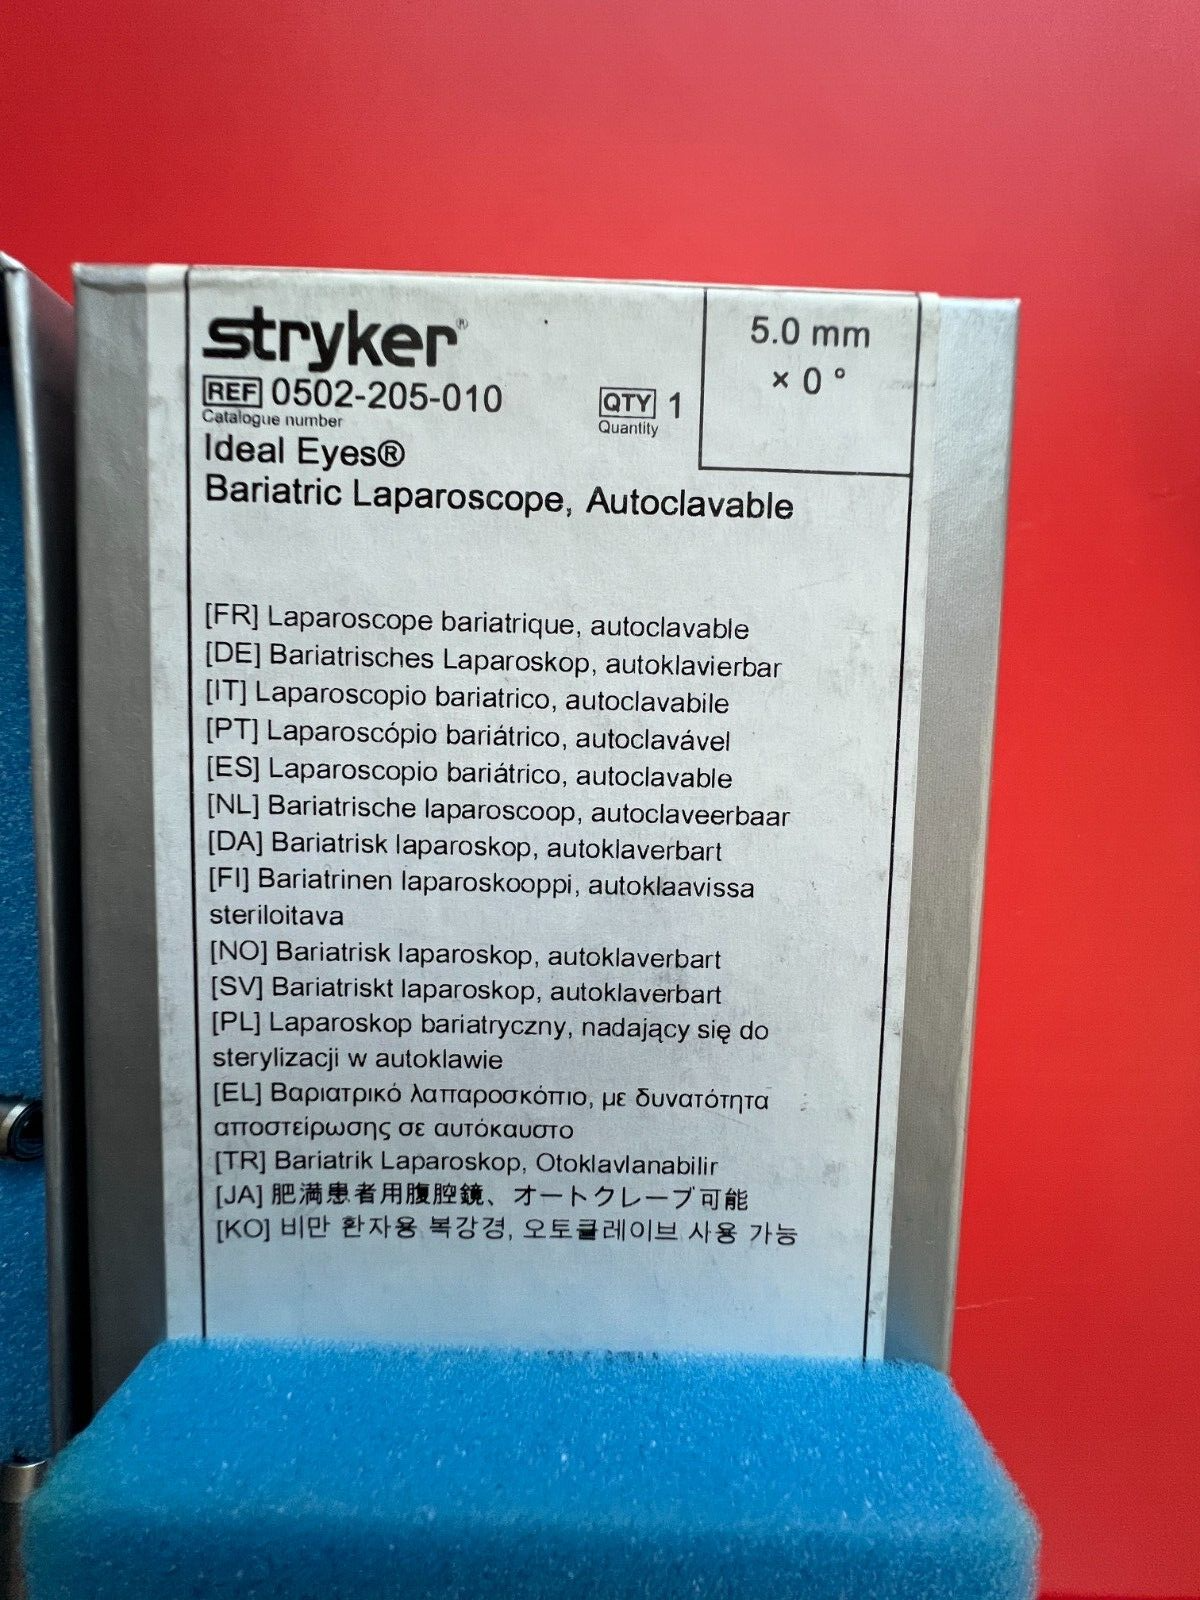 stryker®
REF 0502-205-010
Catalogue number
QTY 1
Quantity
5.0 mm
× 0 °
Ideal Eyes®
Bariatric Laparoscope, Autoclavable
[FR] Laparoscope bariatrique, autoclavable
[DE] Bariatrisches Laparoskop, autoklavierbar
[IT] Laparoscopio bariatrico, autoclavabile
[PT] Laparoscópio bariátrico, autoclavável
[ES] Laparoscopio bariátrico, autoclavable
[NL] Bariatrische laparoscoop, autoclaveerbaar
[DA] Bariatrisk laparoskop, autoklaverbart
[FI] Bariatrinen laparoskooppi, autoklaavissa
steriloitava
[NO] Bariatrisk laparoskop, autoklaverbart
[SV] Bariatriskt laparoskop, autoklaverbart
[PL] Laparoskop bariatryczny, nadający się do
sterylizacji w autoklawie
[EL] Βαριατρικό λαπαροσκόπιο, με δυνατότητα
αποστείρωσης σε αυτόκαυστο
[TR] Bariatrik Laparoskop, Otoklavlanabilir
[JA] 肥満患者用腹腔鏡、オートクレーブ可能
[KO] 비만 환자용 복강경, 오토클레이브 사용 가능